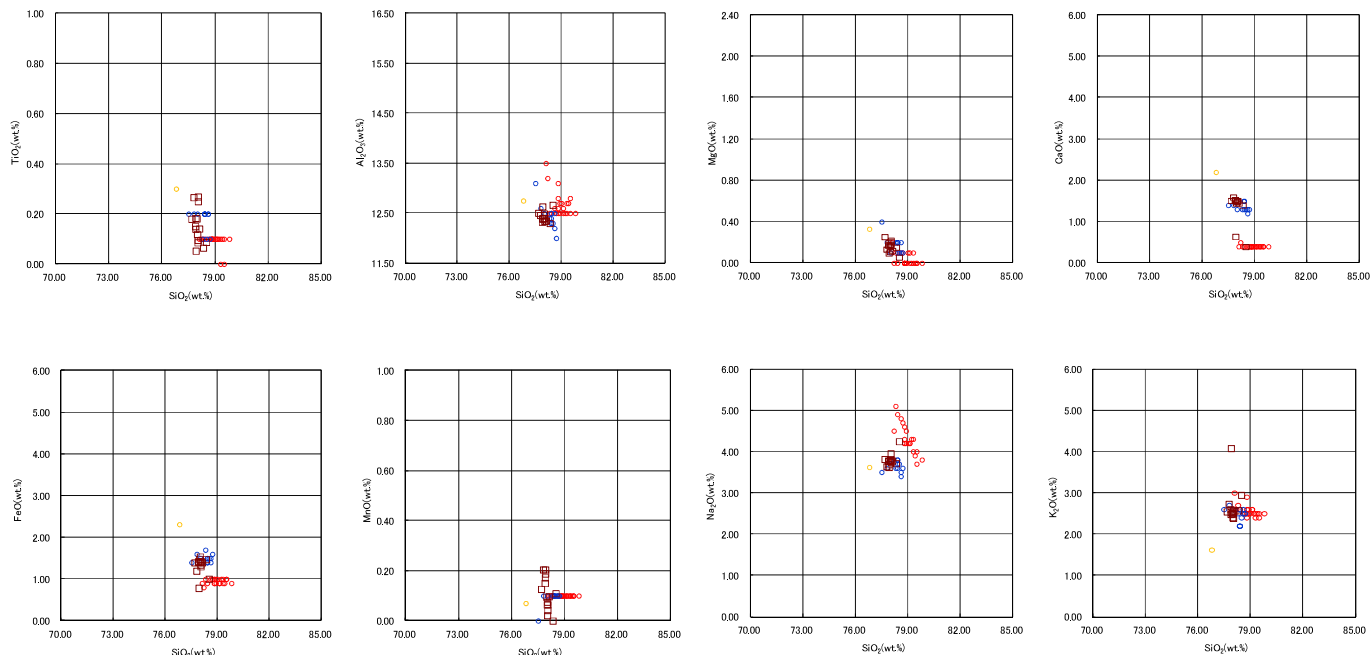 1.00 16.50 2.40 6.00
0.80 15.50 2.00 5.00
0.60 14.50 1.60 4.00
0.40 13.50 1.20 3.00
0.20 12.50 0.80 2.00
0.00 11.50 0.40 1.00
0.00 0.00
TiO2(wt.%) Al2O3(wt.%) MgO(wt.%) CaO(wt.%)
70.00 73.00 76.00 79.00 82.00 85.00 70.00 73.00 76.00 79.00 82.00 85.00 70.00 73.00 76.00 79.00 82.00 85.00 70.00 73.00 76.00 79.00 82.00 85.00
SiO2(wt.%) SiO2(wt.%) SiO2(wt.%) SiO2(wt.%)
6.00 1.00 6.00 6.00
5.00 0.80 5.00 5.00
4.00 0.60 4.00 4.00
3.00 0.40 3.00 3.00
2.00 0.20 2.00 2.00
1.00 0.00 1.00 1.00
0.00 0.00 0.00
FeO(wt.%) MnO(wt.%) Na2O(wt.%) K2O(wt.%)
70.00 73.00 76.00 79.00 82.00 85.00 70.00 73.00 76.00 79.00 82.00 85.00 70.00 73.00 76.00 79.00 82.00 85.00 70.00 73.00 76.00 79.00 82.00 85.00
SiO2(wt.%) SiO2(wt.%) SiO2(wt.%) SiO2(wt.%)